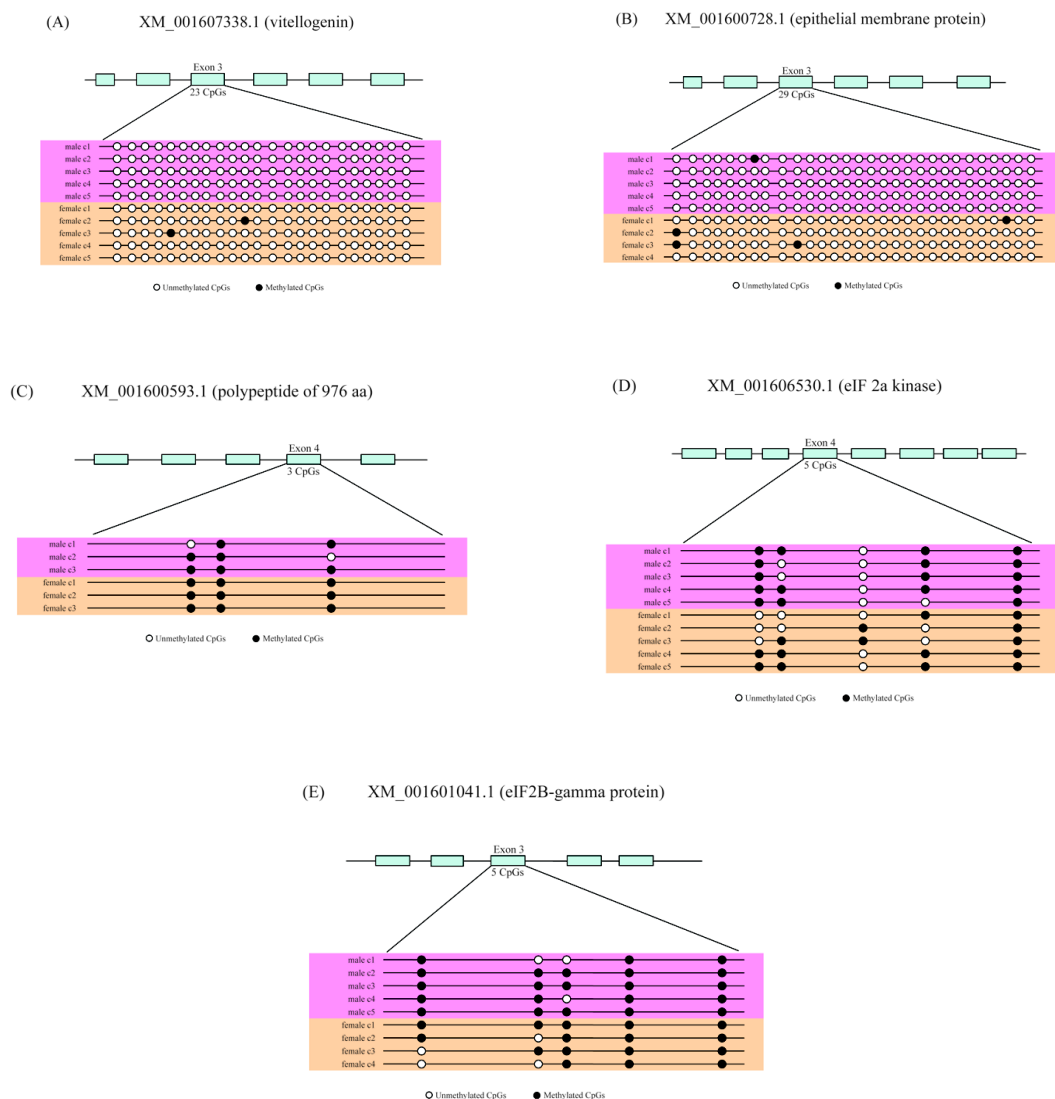 (A) XM_001607338.1 (vitellogenin)
Exon 3
23 CpGs
male c1
male c2
male c3
male c4
male c5
female c1
female c2
female c3
female c4
female c5
Unmethylated CpGs Methylated CpGs
(B) XM_001600728.1 (epithelial membrane protein)
Exon 3
29 CpGs
male c1
male c2
male c3
male c4
male c5
female c1
female c2
female c3
female c4
Unmethylated CpGs Methylated CpGs
(C) XM_001600593.1 (polypeptide of 976 aa)
Exon 4
3 CpGs
male c1
male c2
male c3
female c1
female c2
female c3
Unmethylated CpGs Methylated CpGs
(D) XM_001606530.1 (eIF 2a kinase)
Exon 4
5 CpGs
male c1
male c2
male c3
male c4
male c5
female c1
female c2
female c3
female c4
female c5
Unmethylated CpGs Methylated CpGs
(E) XM_001601041.1 (eIF2B-gamma protein)
Exon 3
5 CpGs
male c1
male c2
male c3
male c4
male c5
female c1
female c2
female c3
female c4
Unmethylated CpGs Methylated CpGs